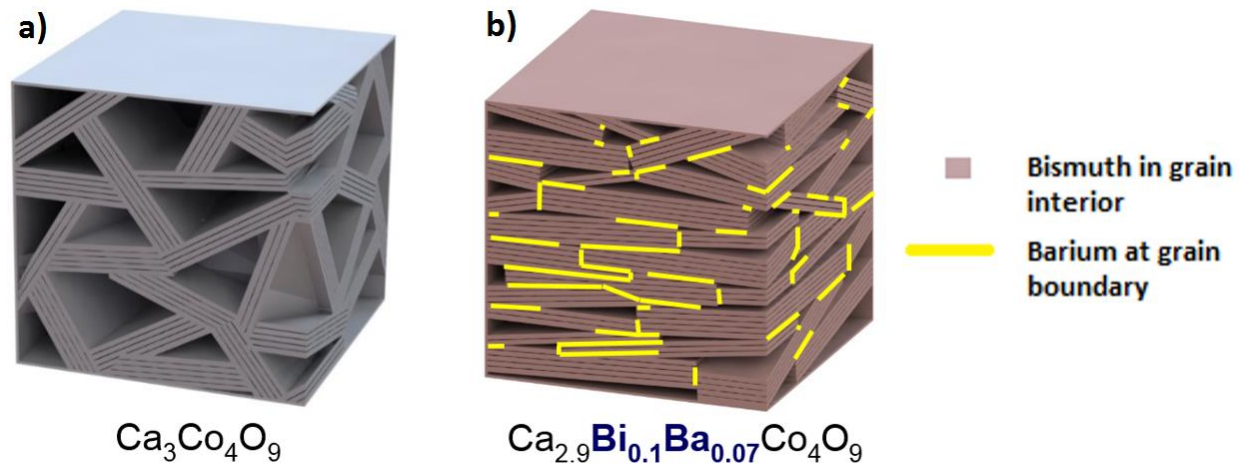 a)
b)
Bismuth in grain
interior
Barium at grain
boundary
Ca3Co4O9
Ca2.9Bi0.1Ba0.07Co4O9